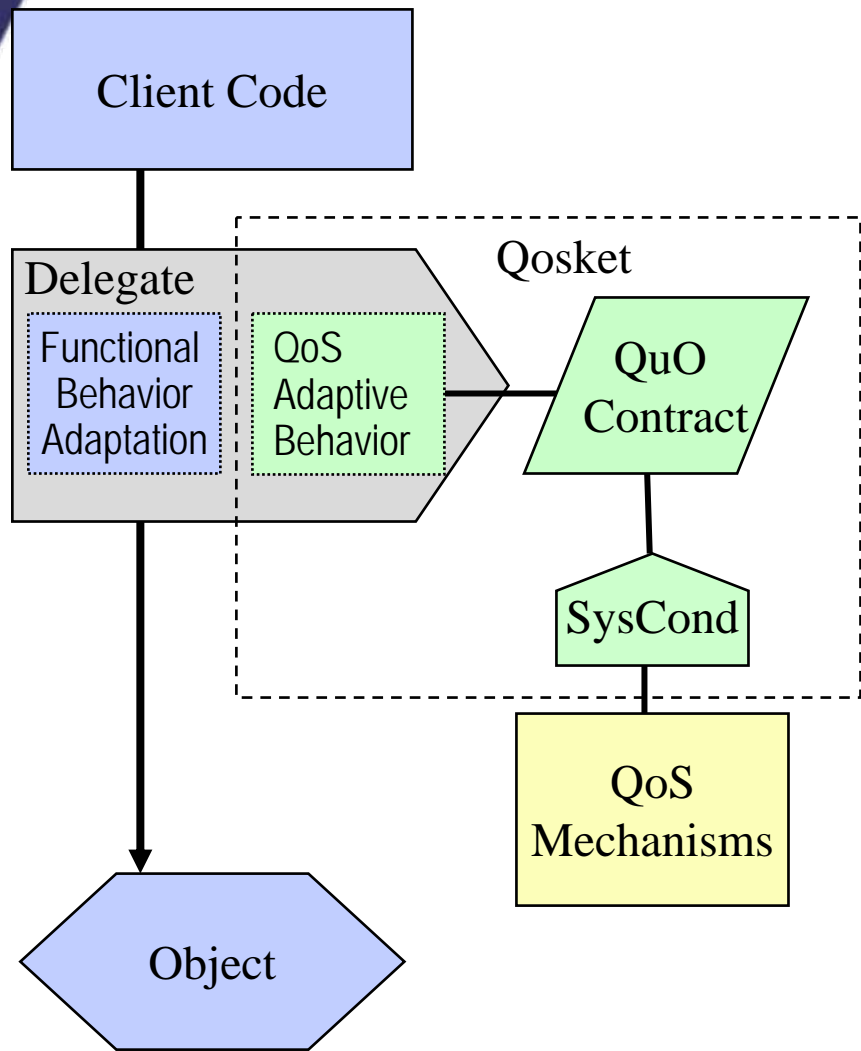 Client Code
Qosket
Delegate
Functional
Behavior
Adaptation
QoS
Adaptive
Behavior
QuO
Contract
SysCond
QoS
Mechanisms
Object